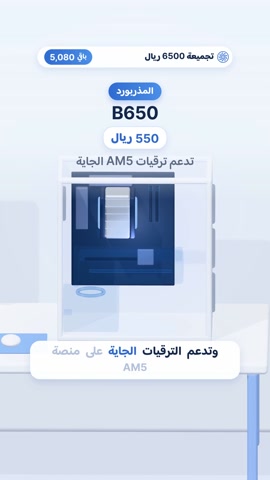 تجميعة 6500 ريال
باقي 5,080
المذربورد
B650
550 ريال
تدعم ترقيات AM5 الجاية
وتدعم الترقيات الجاية على منصة
AM5